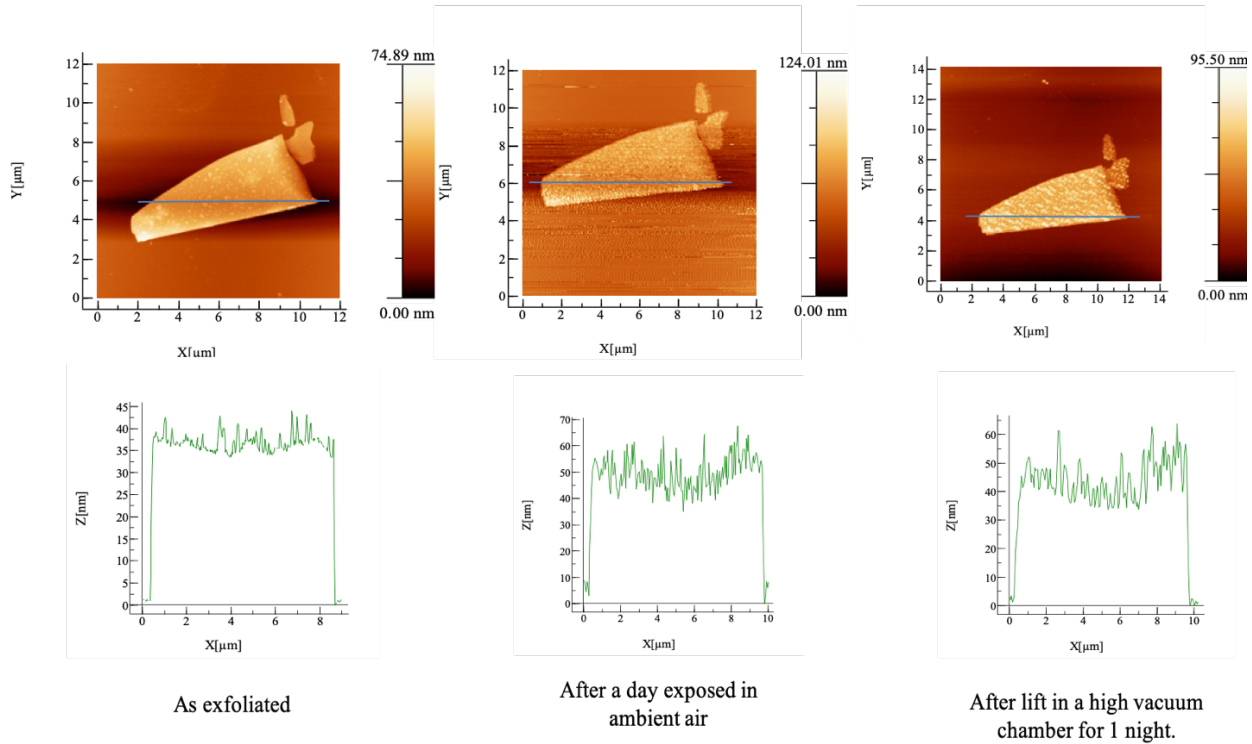 74.89 nm
12
10
8
6
4
2
0
Y[µm]
0 2 4 6 8 10 12
X[µm]
0.00 nm
124.01 nm
12
10
8
6
4
2
0
Y[µm]
0 2 4 6 8 10 12
X[µm]
0.00 nm
95.50 nm
14
12
10
8
6
4
2
0
Y[µm]
0 2 4 6 8 10 12 14
X[µm]
0.00 nm
45
40
35
30
25
20
15
10
5
0
Z[nm]
0 2 4 6 8
X[µm]
70
60
50
40
30
20
10
0
Z[nm]
0 2 4 6 8 10
X[µm]
60
50
40
30
20
10
0
Z[nm]
0 2 4 6 8 10
X[µm]
As exfoliated
After a day exposed in
ambient air
After lift in a high vacuum
chamber for 1 night.